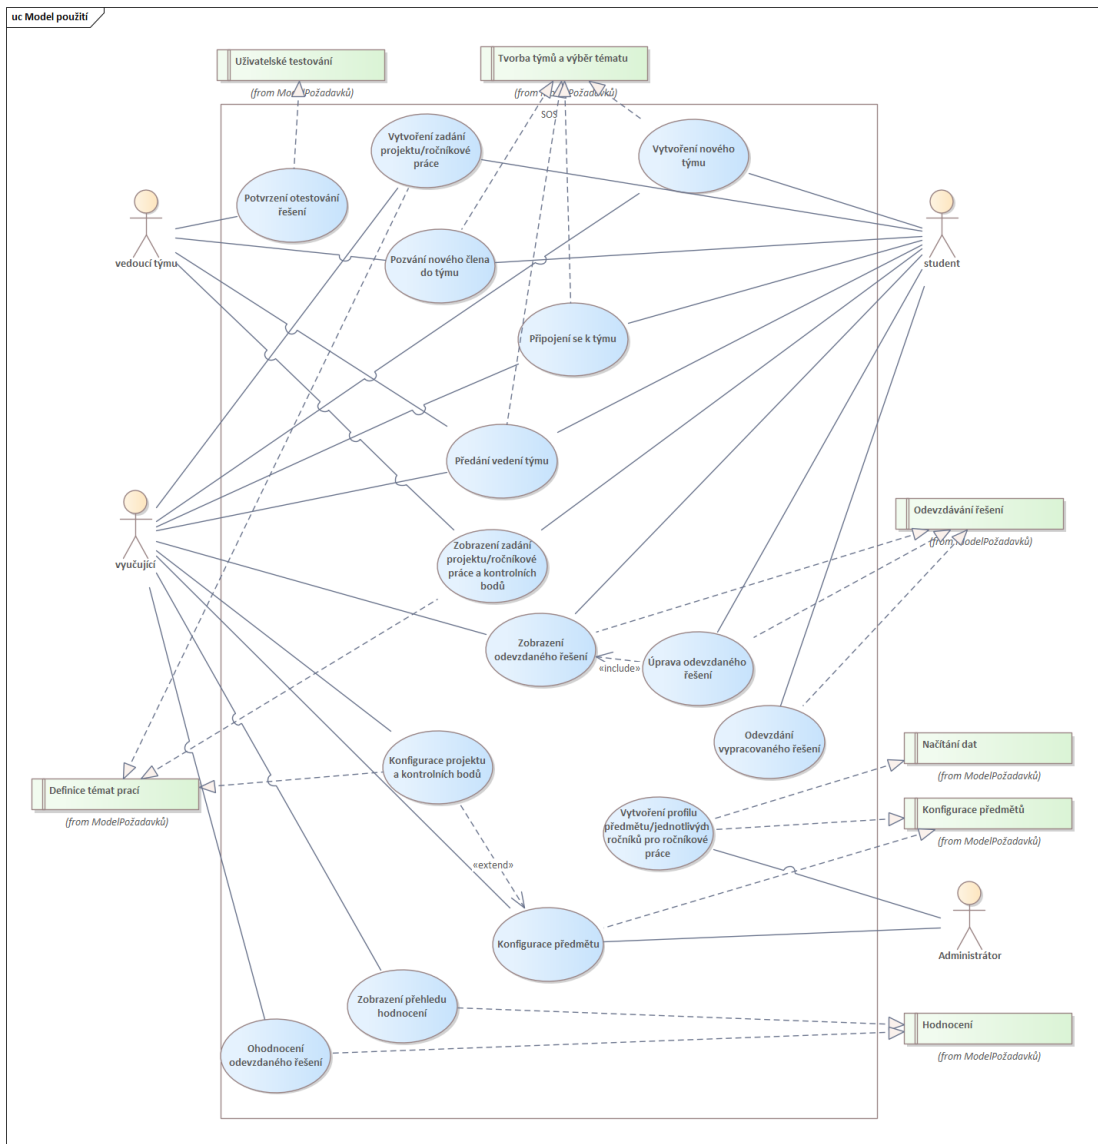 uc Model použití
Uživatelské testování
(from ModelPožadavků)
Tvorba týmů a výběr tématu
(from ModelPožadavků)
SOS
Vytvoření zadání
projektu/ročníkové
práce
Vytvoření nového
týmu
Potvrzení otestování
řešení
vedoucí týmu
student
Pozvání nového člena
do týmu
Připojení se k týmu
Předání vedení týmu
vyučující
Odevzdávání řešení
(from ModelPožadavků)
Zobrazení zadání
projektu/ročníkové
práce a kontrolních
bodů
Zobrazení
odevzdaného řešení
«include»
Úprava odevzdaného
řešení
Odevzdání
vypracovaného řešení
Konfigurace projektu
a kontrolních bodů
Načítání dat
(from ModelPožadavků)
Definice témat prací
(from ModelPožadavků)
Vytvoření profilu
předmětu/jednotlivých
ročníků pro ročníkové
práce
Konfigurace předmětů
(from ModelPožadavků)
«extend»
Konfigurace předmětu
Administrátor
Zobrazení přehledu
hodnocení
Hodnocení
(from ModelPožadavků)
Ohodnocení
odevzdaného řešení